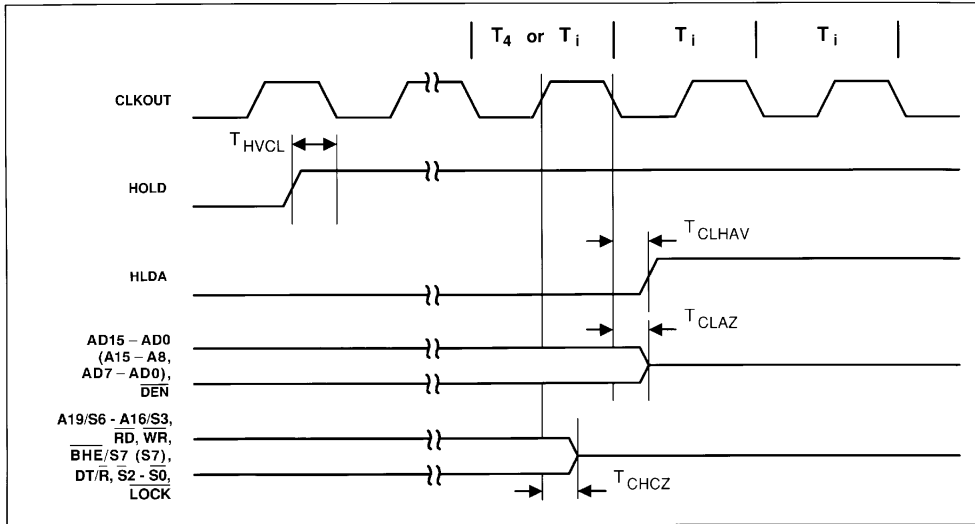 T4 or Ti Ti Ti
CLKOUT
THVCL
HOLD
TCLHAV
HLDA
TCLAZ
AD15 – AD0
(A15 – A8,
AD7 – AD0),
DEN
A19/S6 - A16/S3,
RD, WR,
BHE/S7 (S7),
DT/R, S2 - S0,
LOCK
TCHCZ